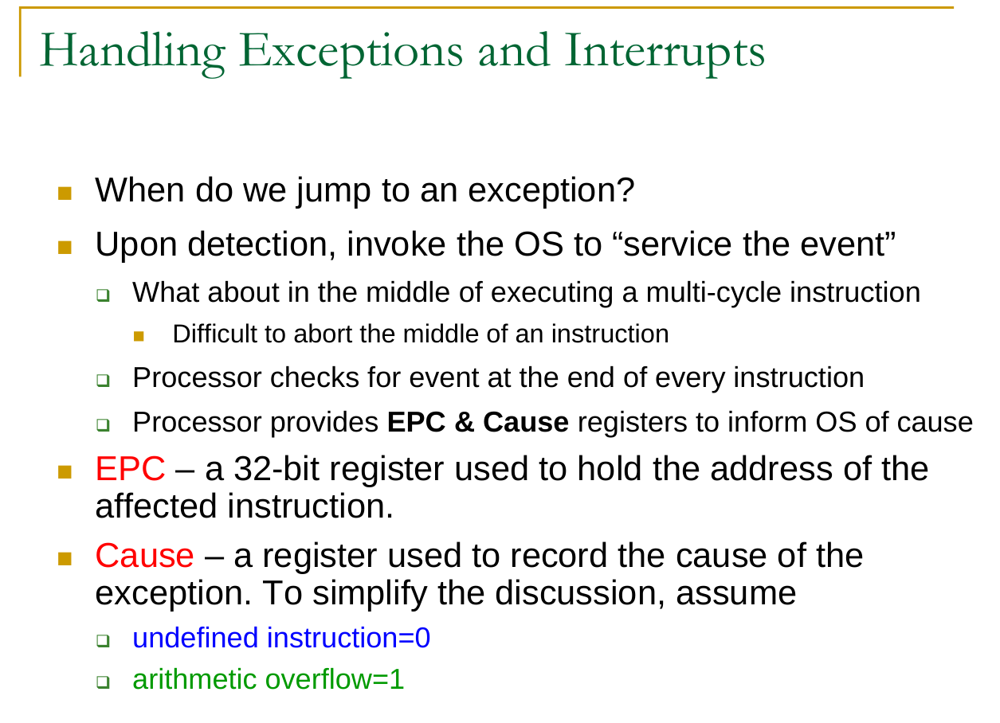 Handling Exceptions and Interrupts
When do we jump to an exception?
Upon detection, invoke the OS to “service the event”
What about in the middle of executing a multi-cycle instruction
Difficult to abort the middle of an instruction
Processor checks for event at the end of every instruction
Processor provides EPC & Cause registers to inform OS of cause
EPC – a 32-bit register used to hold the address of the
affected instruction.
Cause – a register used to record the cause of the
exception. To simplify the discussion, assume
undefined instruction=0
arithmetic overflow=1